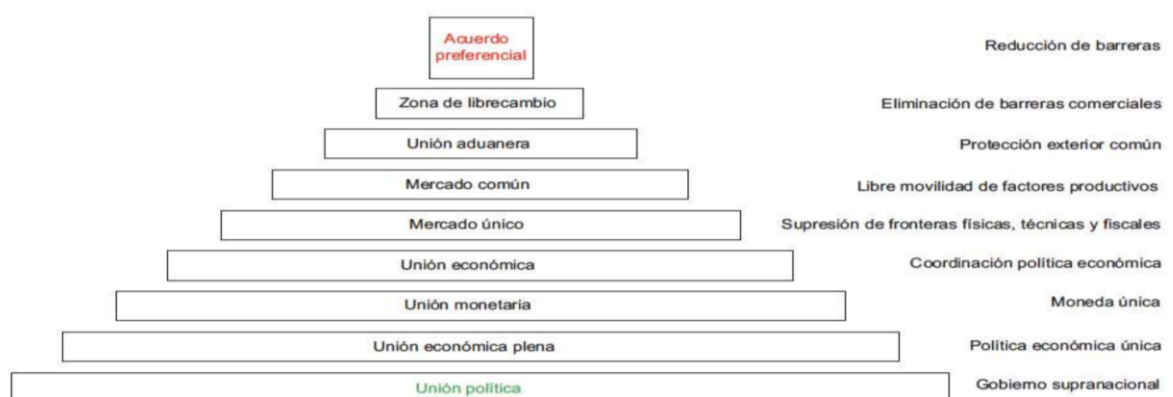 Acuerdo
preferencial
Reducción de barreras
Zona de librecambio
Eliminación de barreras comerciales
Unión aduanera
Protección exterior común
Mercado común
Libre movilidad de factores productivos
Mercado único
Supresión de fronteras físicas, técnicas y fiscales
Unión económica
Coordinación política económica
Unión monetaria
Moneda única
Unión económica plena
Política económica única
Unión política
Gobierno supranacional